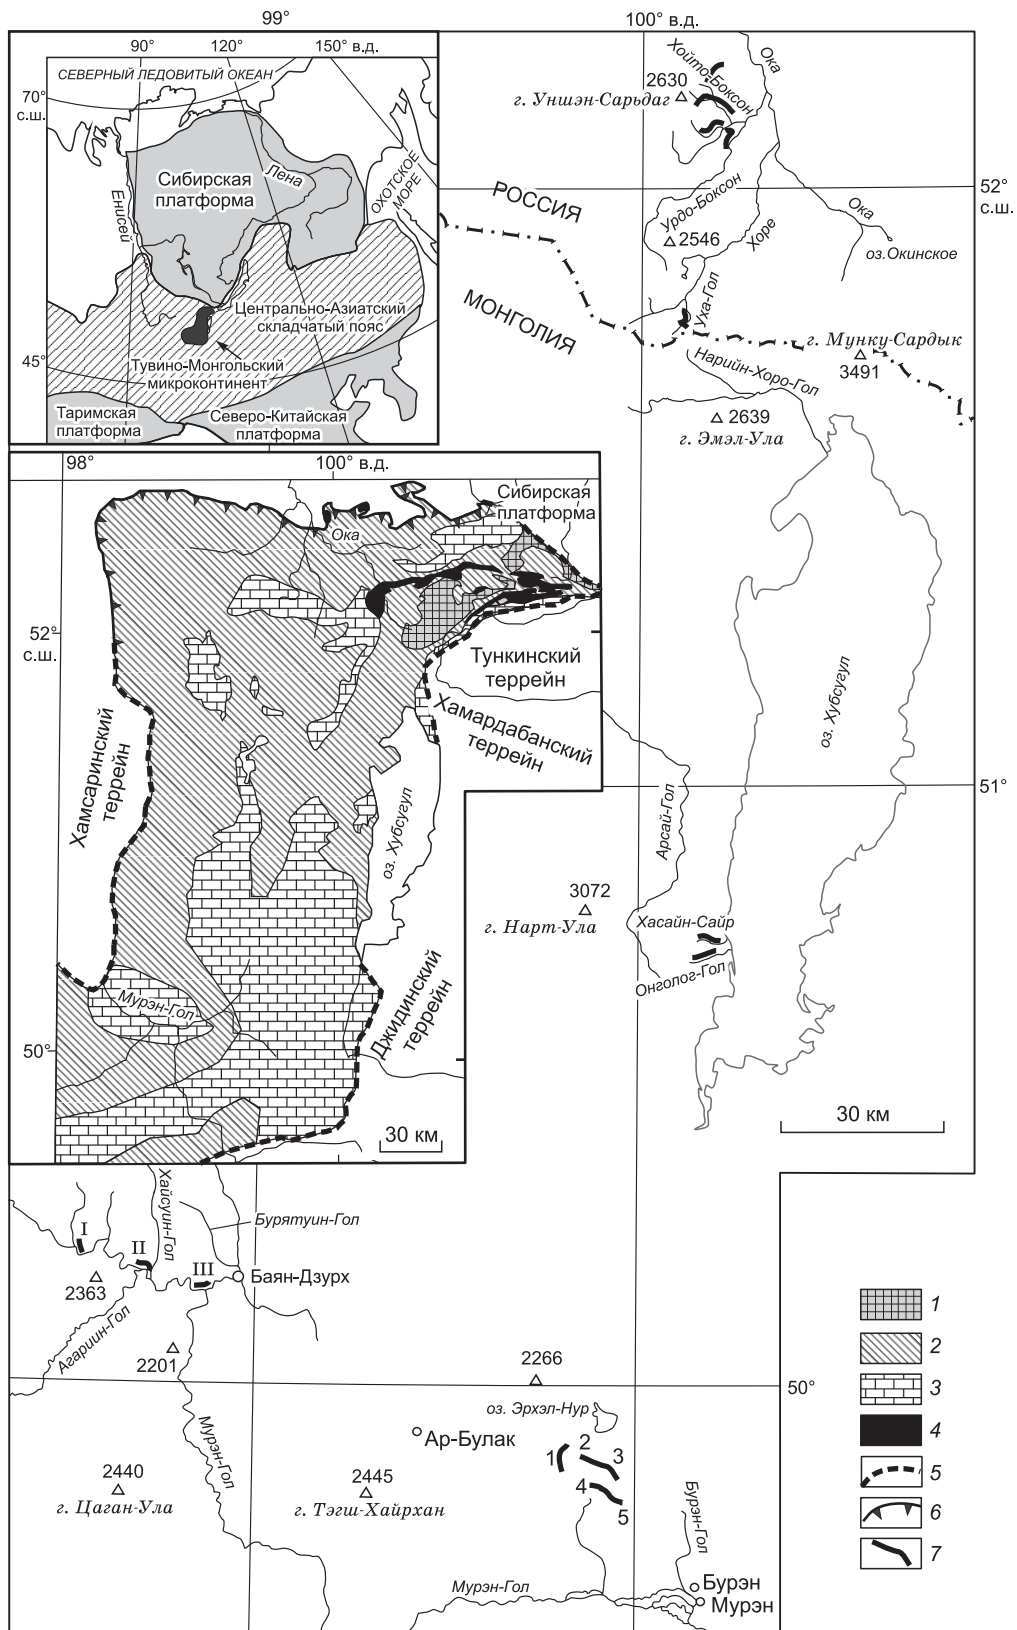 99°
100° в.д.
90°
120°
150° в.д.
СЕВЕРНЫЙ ЛЕДОВИТЫЙ ОКЕАН
70°
с.ш.
Сибирская
платформа
Лена
Енисей
ОХОТСКОЕ
МОРЕ
Центрально-Азиатский
складчатый пояс
Тувино-Монгольский
микроконтинент
45°
Таримская
платформа
Северо-Китайская
платформа
Хойто-Боксон
Ока
2630
г. Уншэн-Сарьдаг
52°
с.ш.
РОССИЯ
Урдо-Боксон
Хоре
Ока
2546
оз.Окинское
МОНГОЛИЯ
Уха-Гол
г. Мунку-Сардык
3491
Нарийн-Хоро-Гол
2639
г. Эмэл-Ула
98°
100° в.д.
Сибирская
платформа
Ока
52°
с.ш.
Тункинский
террейн
Хамардабанский
террейн
Хамсаринский
террейн
оз. Хубсугул
Мурэн-Гол
Джидинский
террейн
50°
30 км
оз. Хубсугул
51°
Арсай-Гол
3072
г. Нарт-Ула
Хасайн-Сайр
Онголог-Гол
30 км
Хайсуин-Гол
Бурятуин-Гол
I
II
III
Баян-Дзурх
2363
Агариин-Гол
2201
2266
50°
оз. Эрхэл-Нур
Ар-Булак
1
2
3
4
5
Мурэн-Гол
2440
г. Цаган-Ула
2445
г. Тэгш-Хайрхан
Бурэн-Гол
Мурэн-Гол
Бурэн
Мурэн
1
2
3
4
5
6
7